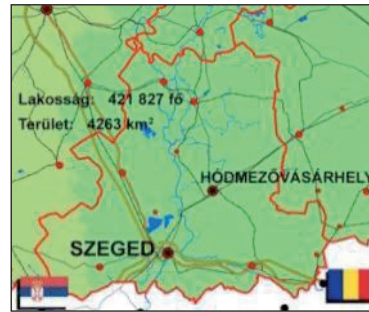 Lakosság: 421 827 fő
Terület: 4263 km²
HÓDMEZŐVÁSÁRHELY
SZEGED